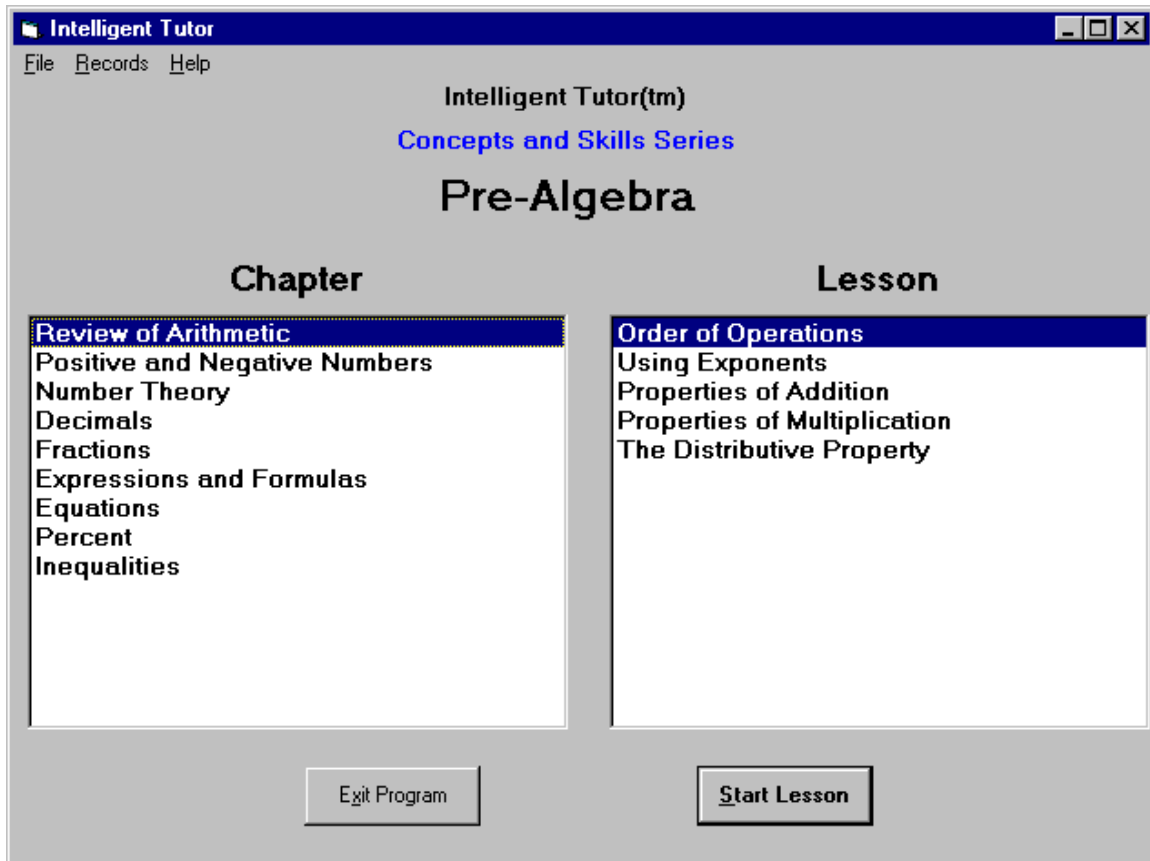 Intelligent Tutor
File Records Help
Intelligent Tutor(tm)
Concepts and Skills Series
Pre-Algebra
Chapter
Review of Arithmetic
Positive and Negative Numbers
Number Theory
Decimals
Fractions
Expressions and Formulas
Equations
Percent
Inequalities
Lesson
Order of Operations
Using Exponents
Properties of Addition
Properties of Multiplication
The Distributive Property
Exit Program
Start Lesson